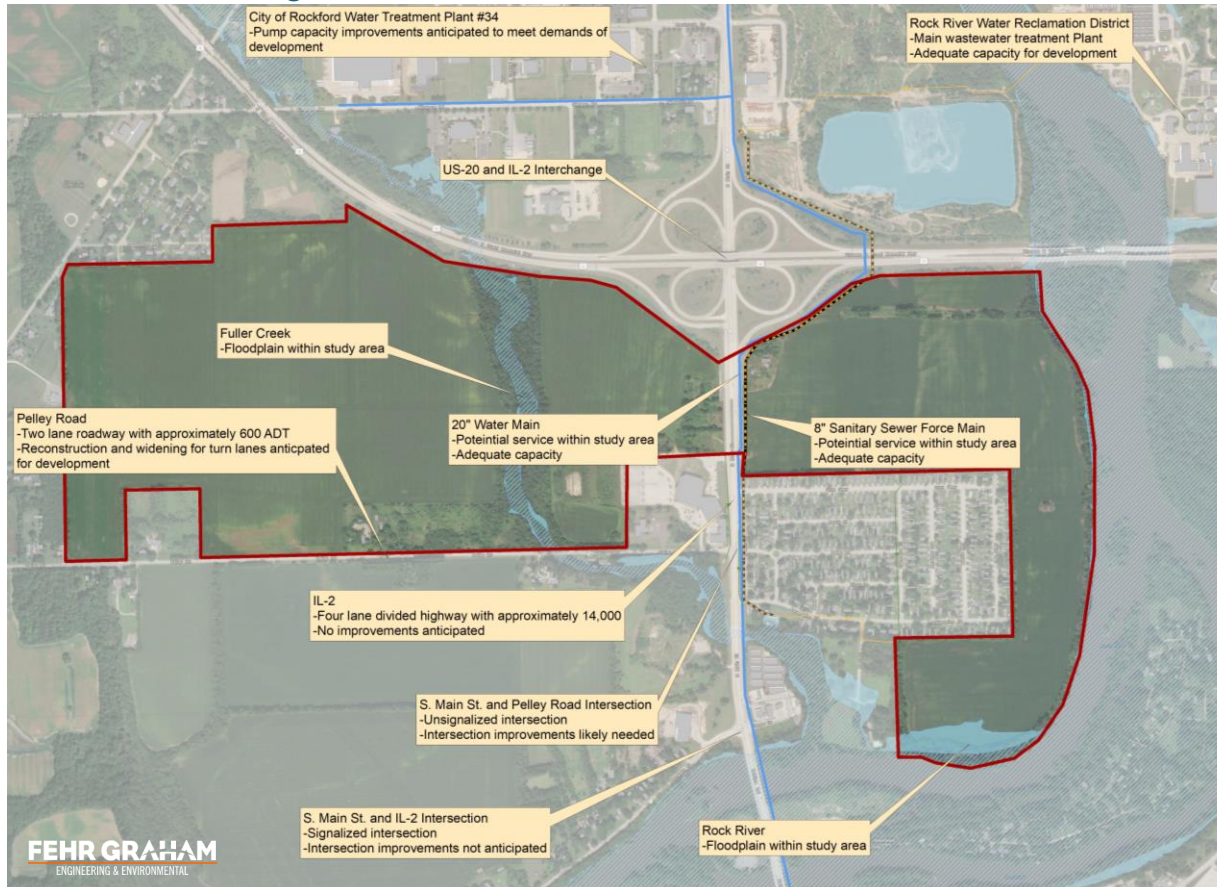 City of Rockford Water Treatment Plant #34
-Pump capacity improvements anticipated to meet demands of
development
Rock River Water Reclamation District
-Main wastewater treatment Plant
-Adequate capacity for development
US-20 and IL-2 Interchange
Fuller Creek
-Floodplain within study area
Pelley Road
-Two lane roadway with approximately 600 ADT
-Reconstruction and widening for turn lanes anticpated
for development
20" Water Main
-Poteintial service within study area
-Adequate capacity
8" Sanitary Sewer Force Main
-Poteintial service within study area
-Adequate capacity
IL-2
-Four lane divided highway with approximately 14,000
-No improvements anticipated
S. Main St. and Pelley Road Intersection
-Unsignalized intersection
-Intersection improvements likely needed
S. Main St. and IL-2 Intersection
-Signalized intersection
-Intersection improvements not anticipated
Rock River
-Floodplain within study area
FEHR GRAHAM
ENGINEERING & ENVIRONMENTAL